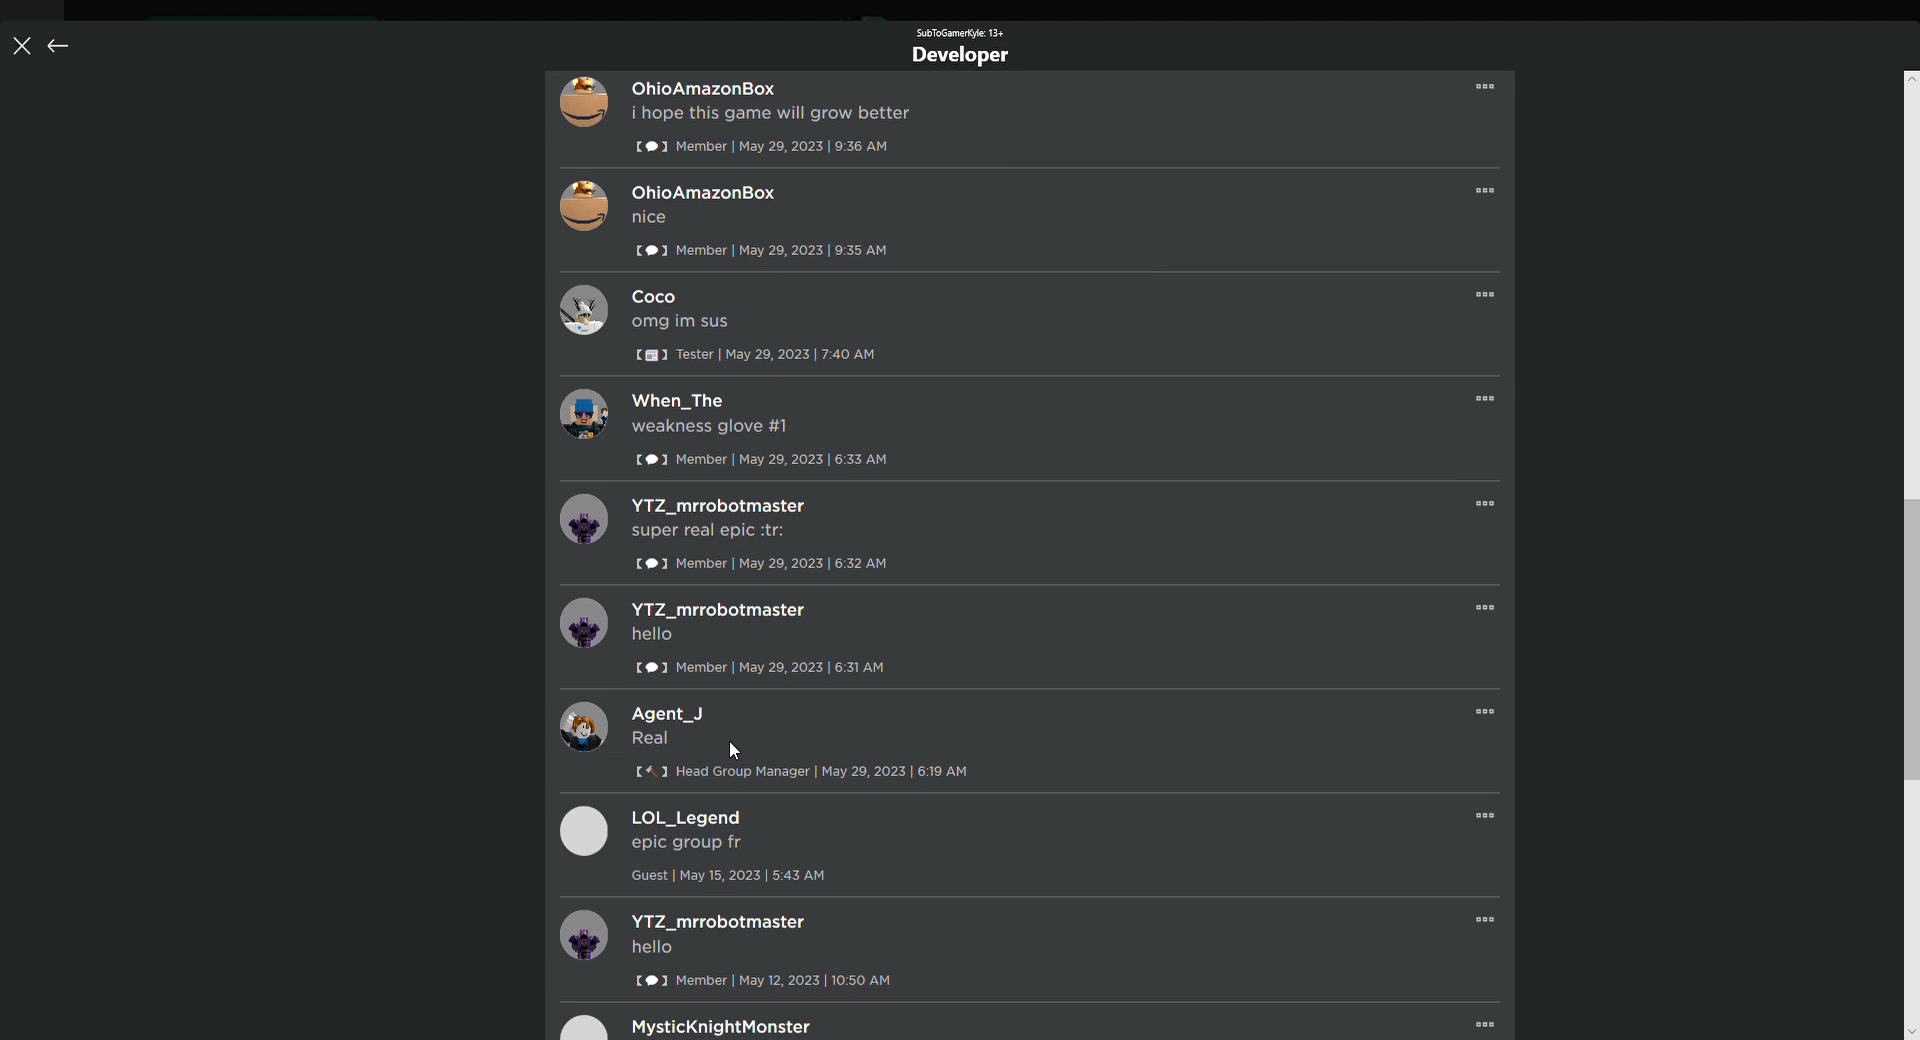 SubToGamerKyle: 13+
Developer
OhioAmazonBox
i hope this game will grow better
【💬】 Member | May 29, 2023 | 9:36 AM
OhioAmazonBox
nice
【💬】 Member | May 29, 2023 | 9:35 AM
Coco
omg im sus
【📰】 Tester | May 29, 2023 | 7:40 AM
When_The
weakness glove #1
【💬】 Member | May 29, 2023 | 6:33 AM
YTZ_mrrobotmaster
super real epic :tr:
【💬】 Member | May 29, 2023 | 6:32 AM
YTZ_mrrobotmaster
hello
【💬】 Member | May 29, 2023 | 6:31 AM
Agent_J
Real
【🔨】 Head Group Manager | May 29, 2023 | 6:19 AM
LOL_Legend
epic group fr
Guest | May 15, 2023 | 5:43 AM
YTZ_mrrobotmaster
hello
【💬】 Member | May 12, 2023 | 10:50 AM
MysticKnightMonster